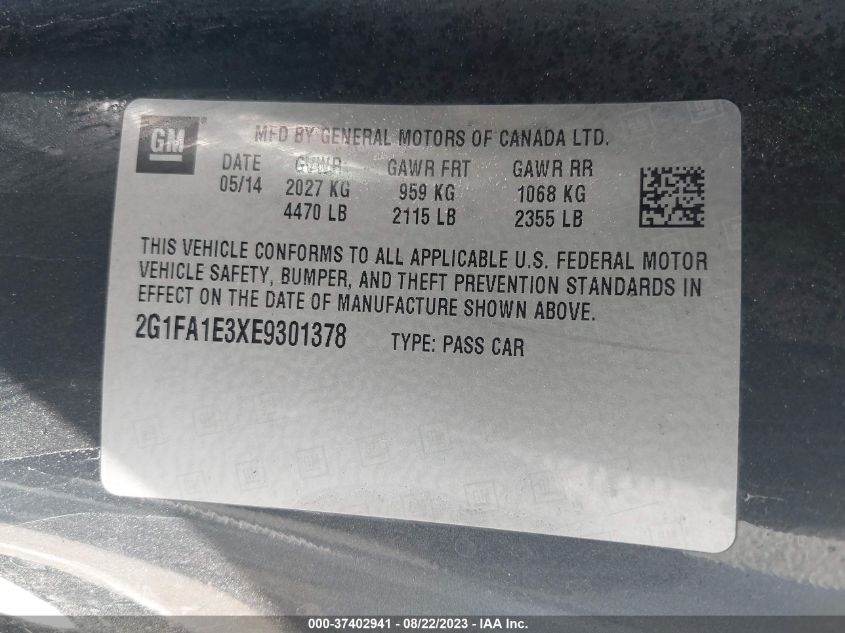 GM
MFD BY GENERAL MOTORS OF CANADA LTD.
DATE GVWR GAWR FRT GAWR RR
05/14 2027 KG 959 KG 1068 KG
4470 LB 2115 LB 2355 LB
THIS VEHICLE CONFORMS TO ALL APPLICABLE U.S. FEDERAL MOTOR
VEHICLE SAFETY, BUMPER, AND THEFT PREVENTION STANDARDS IN
EFFECT ON THE DATE OF MANUFACTURE SHOWN ABOVE.
2G1FA1E3XE9301378 TYPE: PASS CAR
000-37402941 - 08/22/2023 - IAA Inc.